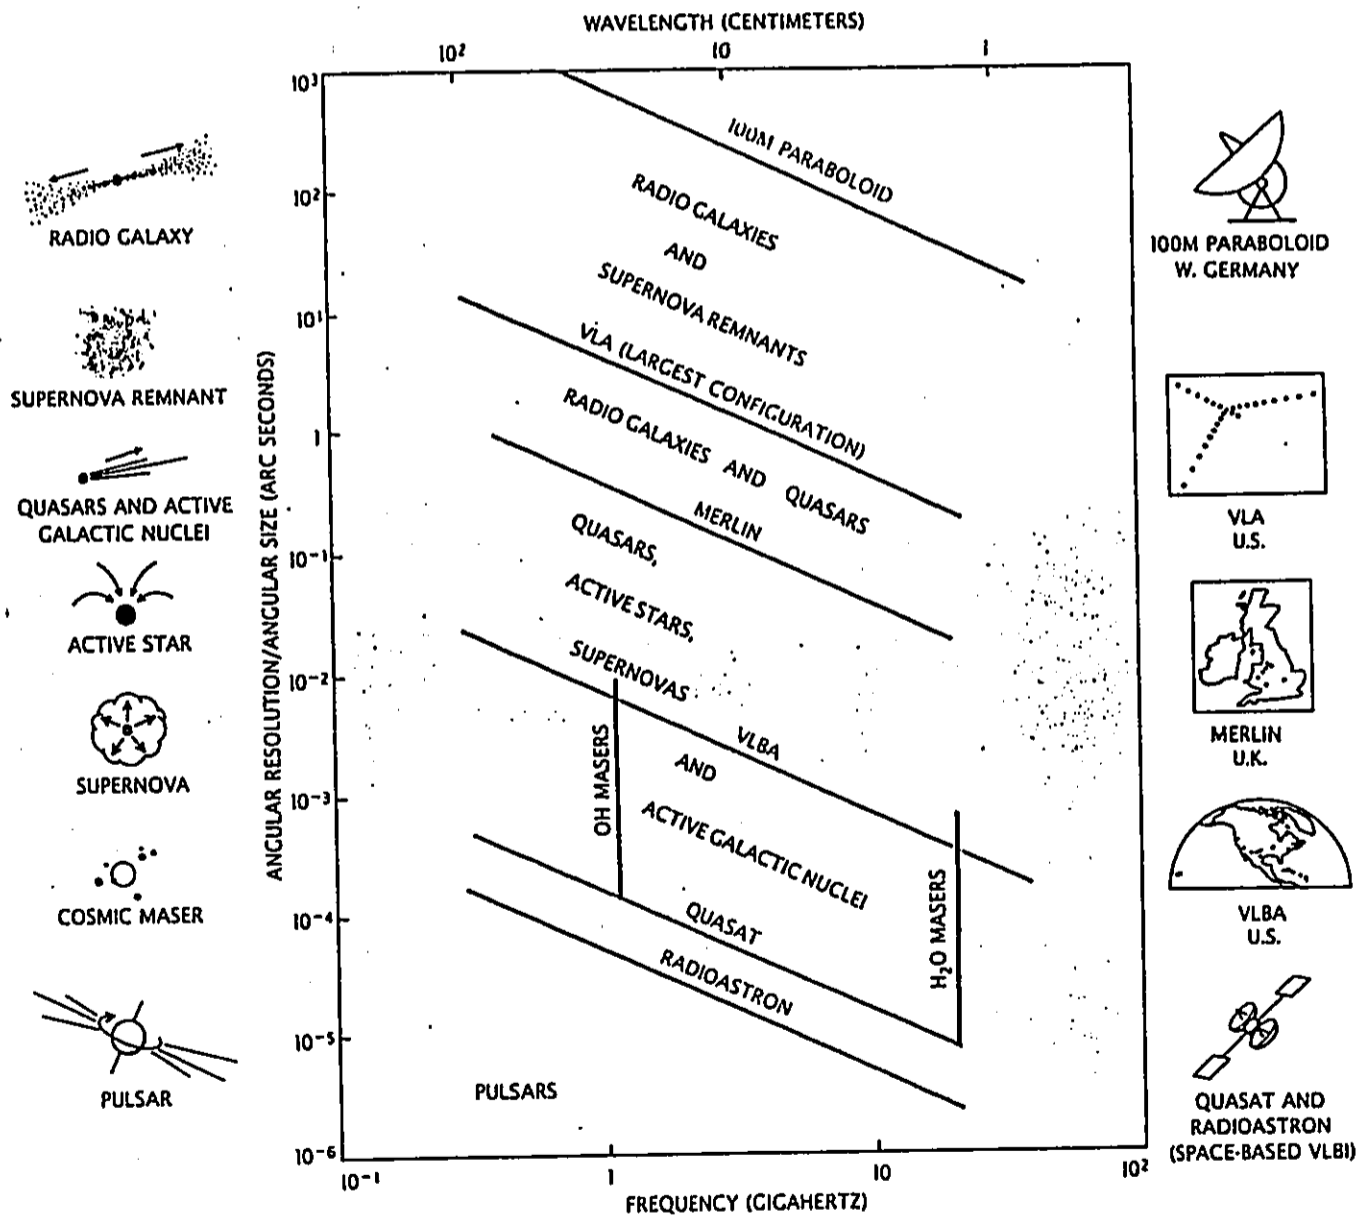 WAVELENGTH (CENTIMETERS)
10²
10
1
10³
10²
10¹
1
10⁻¹
10⁻²
10⁻³
10⁻⁴
10⁻⁵
10⁻⁶
ANGULAR RESOLUTION/ANGULAR SIZE (ARC SECONDS)
RADIO GALAXY
SUPERNOVA REMNANT
QUASARS AND ACTIVE
GALACTIC NUCLEI
ACTIVE STAR
SUPERNOVA
COSMIC MASER
PULSAR
100M PARABOLOID
RADIO GALAXIES
AND
SUPERNOVA REMNANTS
VLA (LARGEST CONFIGURATION)
RADIO GALAXIES AND QUASARS
MERLIN
QUASARS,
ACTIVE STARS,
SUPERNOVAS
VLBA
AND
ACTIVE GALACTIC NUCLEI
OH MASERS
H₂O MASERS
QUASAT
RADIOASTRON
PULSARS
10⁻¹
1
10
10²
FREQUENCY (GIGAHERTZ)
100M PARABOLOID
W. GERMANY
VLA
U.S.
MERLIN
U.K.
VLBA
U.S.
QUASAT AND
RADIOASTRON
(SPACE-BASED VLBI)